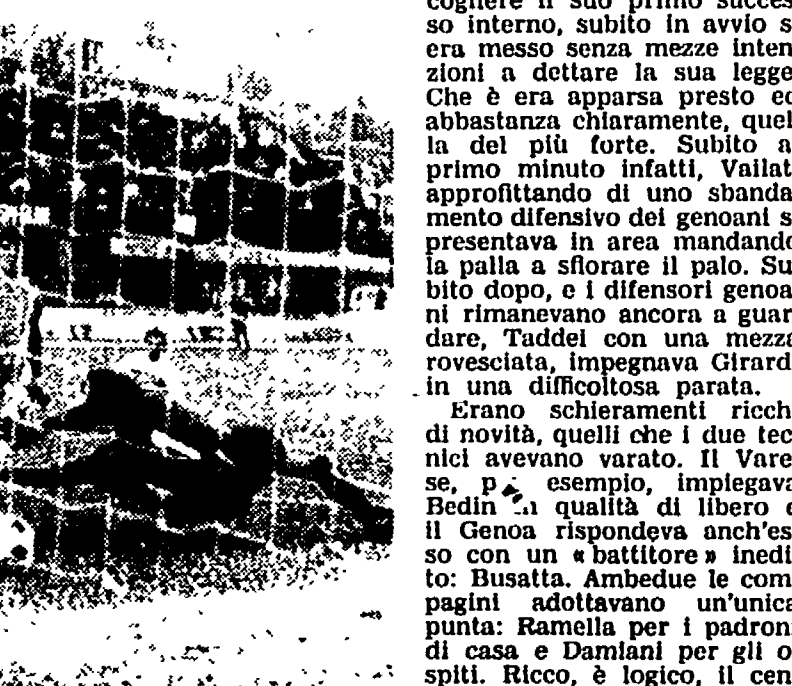 cogliere il suo primo succes
so interno, subito in avvio s
era messo senza mezze inten
zioni a dettare la sua legge
Che è era apparsa presto ed
abbastanza chiaramente, quel
la del più forte. Subito a
primo minuto infatti, Vailat
approfittando di uno sbanda
mento difensivo dei genoani s
presentava in area mandando
la palla a sfiorare il palo. Su
bito dopo, e i difensori genoa
ni rimanevano ancora a guar
dare, Taddei con una mezza
rovesciata, impegnava Girard
in una difficoltosa parata.
Erano schieramenti ricch
di novità, quelli che i due tec
nici avevano varato. Il Vare
se, p esempio, impiegava
Bedin in qualità di libero e
il Genoa rispondeva anch'es
so con un « battitore » inedi
to: Busatta. Ambedue le com
pagini adottavano un'unica
punta: Ramella per i padroni
di casa e Damiani per gli o
spiti. Ricco, è logico, il cen